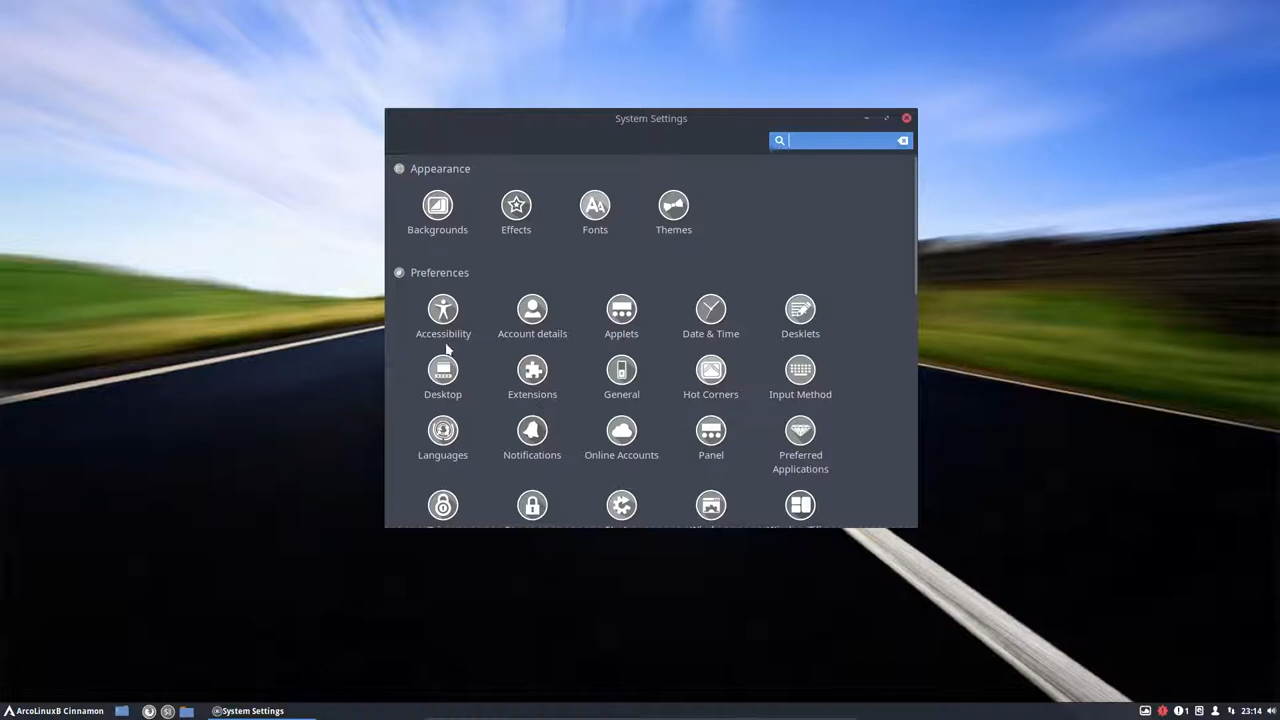 System Settings
Appearance
Backgrounds Effects Fonts Themes
Preferences
Accessibility Account details Applets Date & Time Desklets
Desktop Extensions General Hot Corners Input Method
Languages Notifications Online Accounts Panel Preferred
Applications
ArcoLinuxB Cinnamon System Settings 1 23:14